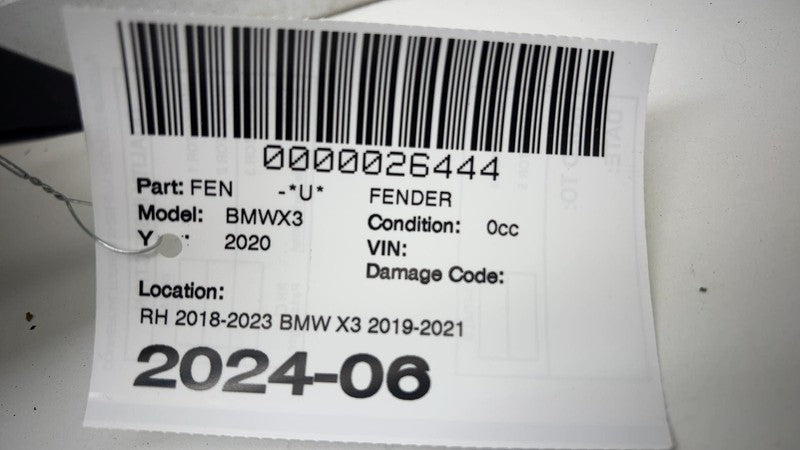 0000026444
Part: FEN -*U* FENDER
Model: BMWX3 Condition: 0cc
Y : 2020 VIN:
Damage Code:
Location:
RH 2018-2023 BMW X3 2019-2021
2024-06